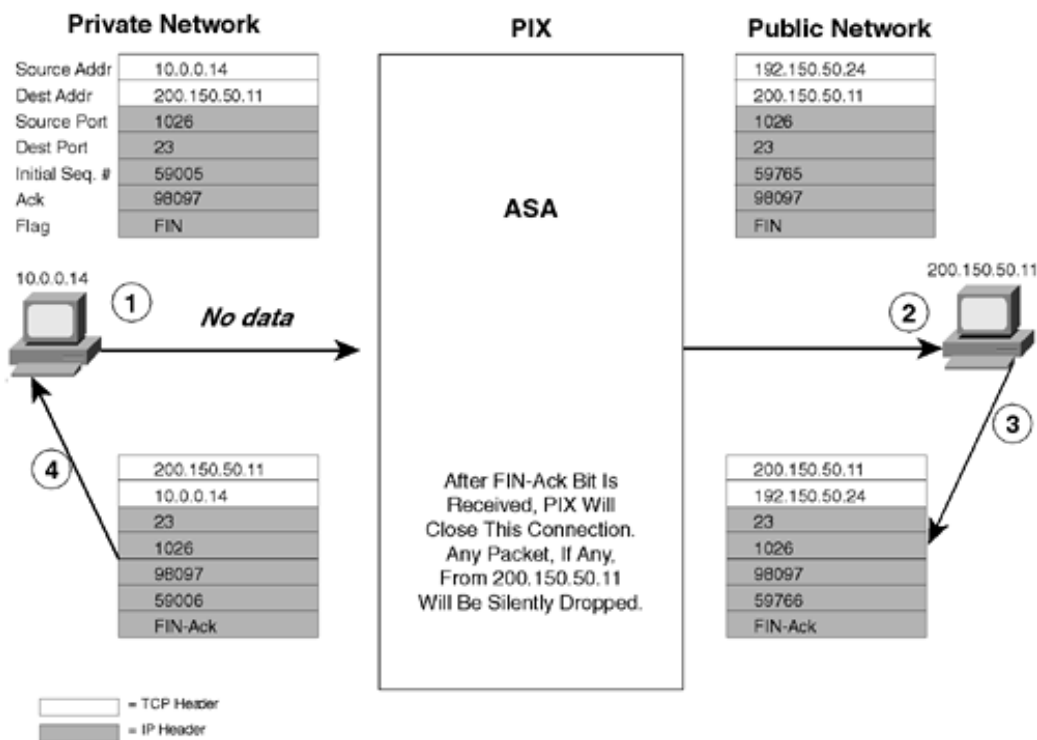 Private Network
PIX
Public Network
Source Addr 10.0.0.14
Dest Addr 200.150.50.11
Source Port 1026
Dest Port 23
Initial Seq. # 59005
Ack 98097
Flag FIN
192.150.50.24
200.150.50.11
1026
23
59765
98097
FIN
ASA
10.0.0.14
1
No data
2
200.150.50.11
3
4
200.150.50.11
10.0.0.14
23
1026
98097
59006
FIN-Ack
After FIN-Ack Bit Is
Received, PIX Will
Close This Connection.
Any Packet, If Any,
From 200.150.50.11
Will Be Silently Dropped.
200.150.50.11
192.150.50.24
23
1026
98097
59766
FIN-Ack
= TCP Header
= IP Header